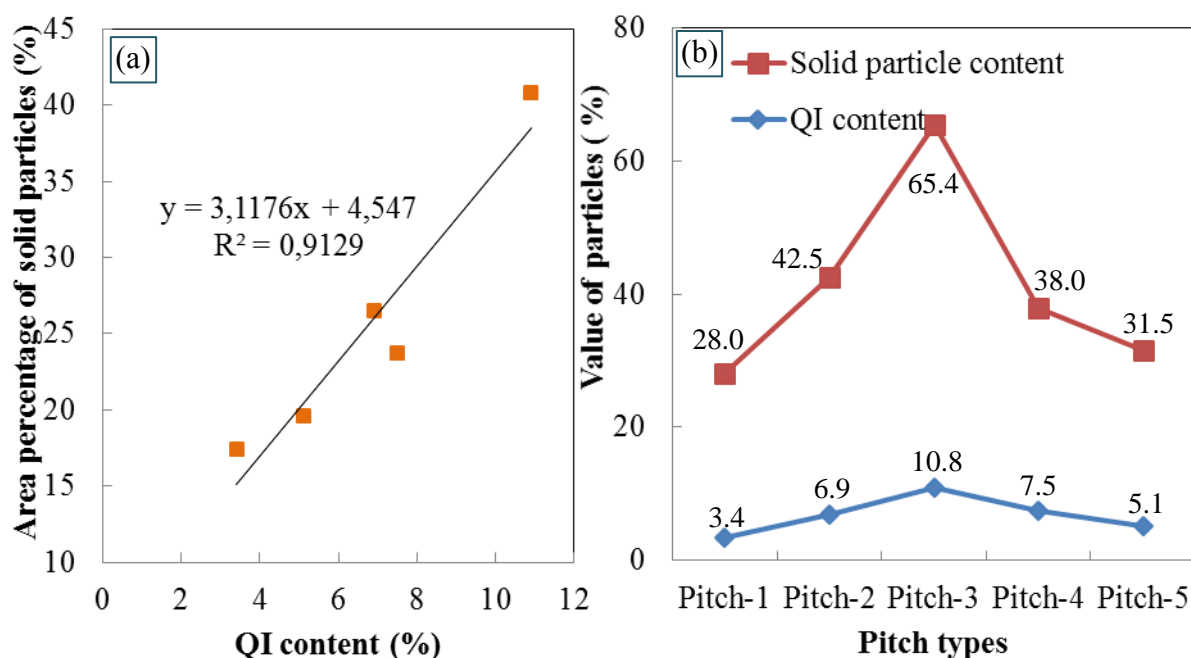 (a)
Area percentage of solid particles (%)
45
40
35
30
25
20
15
10
y = 3,1176x + 4,547
R² = 0,9129
0 2 4 6 8 10 12
QI content (%)
(b)
Value of particles ( %)
80
60
40
20
0
Solid particle content
QI content
28.0
42.5
65.4
38.0
31.5
3.4
6.9
10.8
7.5
5.1
Pitch-1 Pitch-2 Pitch-3 Pitch-4 Pitch-5
Pitch types